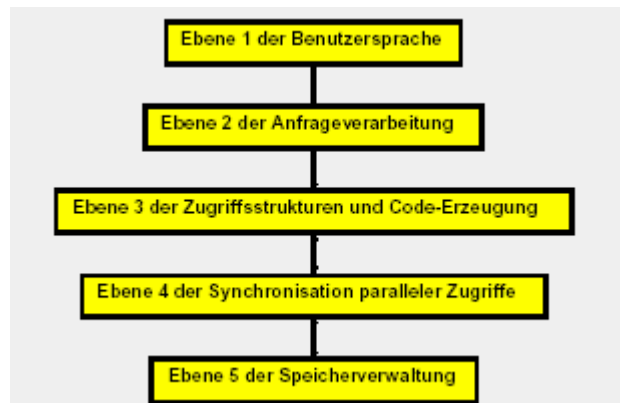 Ebene 1 der Benutzersprache
Ebene 2 der Anfrageverarbeitung
Ebene 3 der Zugriffsstrukturen und Code-Erzeugung
Ebene 4 der Synchronisation paralleler Zugriffe
Ebene 5 der Speicherverwaltung